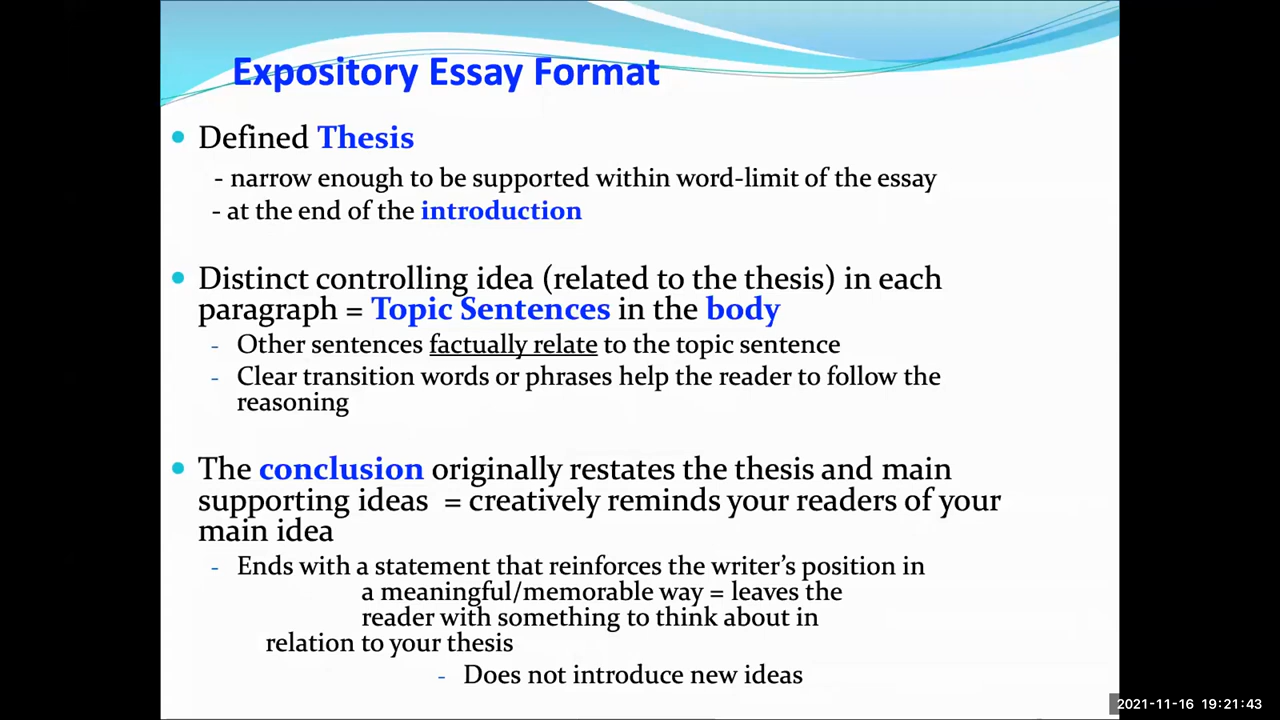 Expository Essay Format
• Defined Thesis
- narrow enough to be supported within word-limit of the essay
- at the end of the introduction
• Distinct controlling idea (related to the thesis) in each
paragraph = Topic Sentences in the body
- Other sentences factually relate to the topic sentence
- Clear transition words or phrases help the reader to follow the
reasoning
• The conclusion originally restates the thesis and main
supporting ideas = creatively reminds your readers of your
main idea
- Ends with a statement that reinforces the writer’s position in
a meaningful/memorable way = leaves the
reader with something to think about in
relation to your thesis
- Does not introduce new ideas
2021-11-16 19:21:43